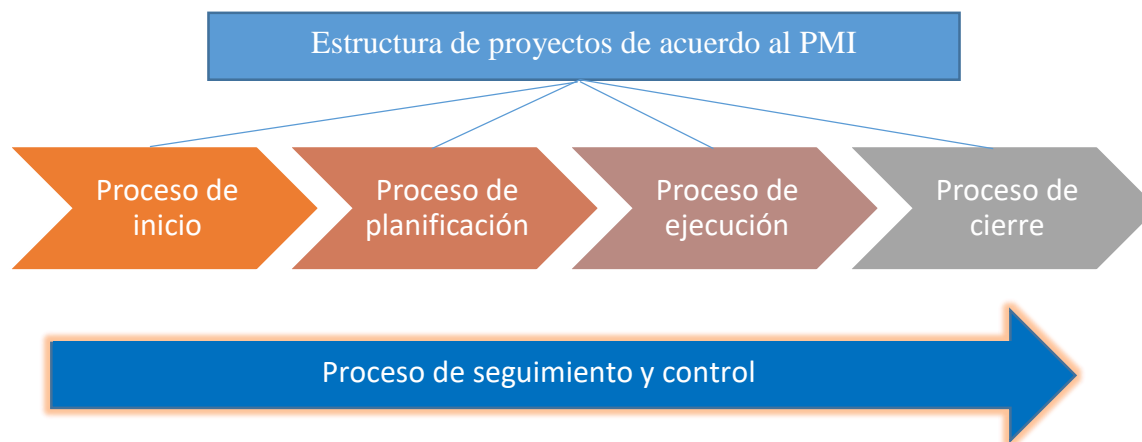 Estructura de proyectos de acuerdo al PMI
Proceso de
inicio
Proceso de
planificación
Proceso de
ejecución
Proceso de
cierre
Proceso de seguimiento y control